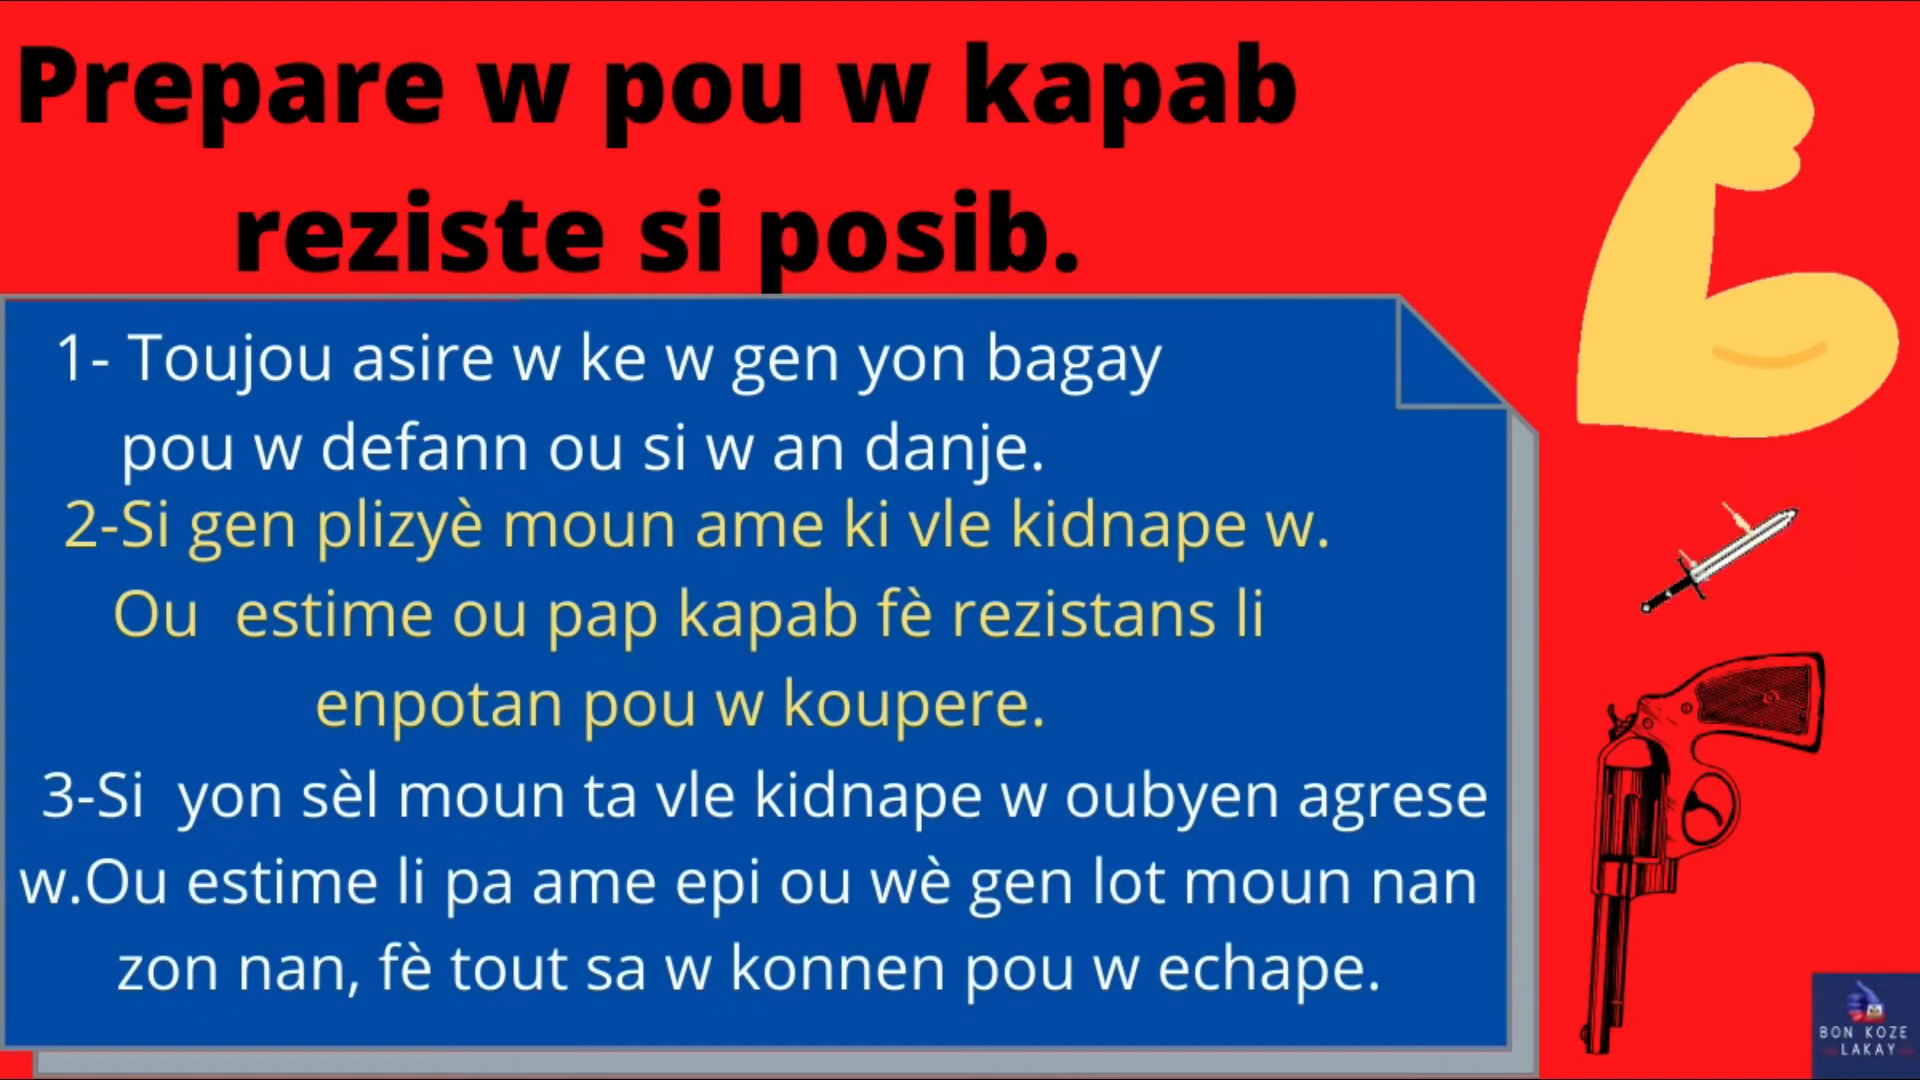 Prepare w pou w kapab
reziste si posib.
1- Toujou asire w ke w gen yon bagay
pou w defann ou si w an danje.
2-Si gen plizyè moun ame ki vle kidnape w.
Ou estime ou pap kapab fè rezistans li
enpotan pou w koupere.
3-Si yon sèl moun ta vle kidnape w oubyen agrese
w.Ou estime li pa ame epi ou wè gen lot moun nan
zon nan, fè tout sa w konnen pou w echape.
BON KOZE
LAKAY